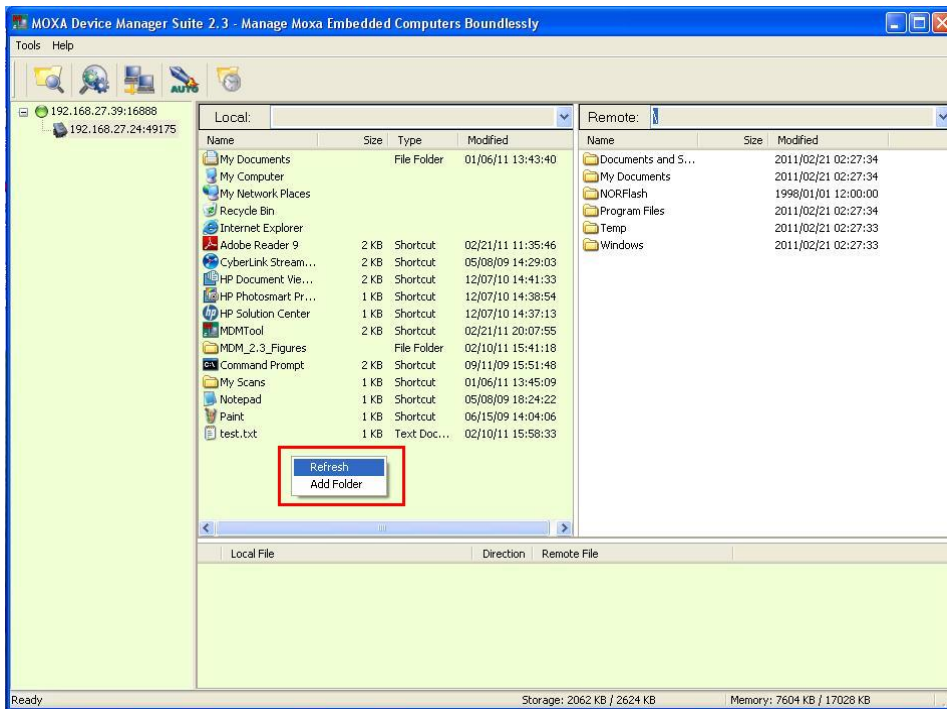 MOXA Device Manager Suite 2.3 - Manage Moxa Embedded Computers Boundlessly
Tools Help
AUTO
192.168.27.39:16888
192.168.27.24:49175
Local:
Remote: \
Name Size Type Modified
Name Size Modified
My Documents File Folder 01/06/11 13:43:40
My Computer
My Network Places
Recycle Bin
Internet Explorer
Adobe Reader 9 2 KB Shortcut 02/21/11 11:35:46
CyberLink Stream... 2 KB Shortcut 05/08/09 14:29:03
HP Document Vie... 2 KB Shortcut 12/07/10 14:41:33
HP Photosmart Pr... 1 KB Shortcut 12/07/10 14:38:54
HP Solution Center 1 KB Shortcut 12/07/10 14:37:13
MDMTool 2 KB Shortcut 02/21/11 20:07:55
MDM_2.3_Figures File Folder 02/10/11 15:41:18
Command Prompt 2 KB Shortcut 09/11/09 15:51:48
My Scans 1 KB Shortcut 01/06/11 13:45:09
Notepad 1 KB Shortcut 05/08/09 18:24:22
Paint 1 KB Shortcut 06/15/09 14:04:06
test.txt 1 KB Text Doc... 02/10/11 15:58:33
Documents and S... 2011/02/21 02:27:34
My Documents 2011/02/21 02:27:34
NORFlash 1998/01/01 12:00:00
Program Files 2011/02/21 02:27:34
Temp 2011/02/21 02:27:33
Windows 2011/02/21 02:27:33
Refresh
Add Folder
Local File Direction Remote File
Ready Storage: 2062 KB / 2624 KB Memory: 7604 KB / 17028 KB